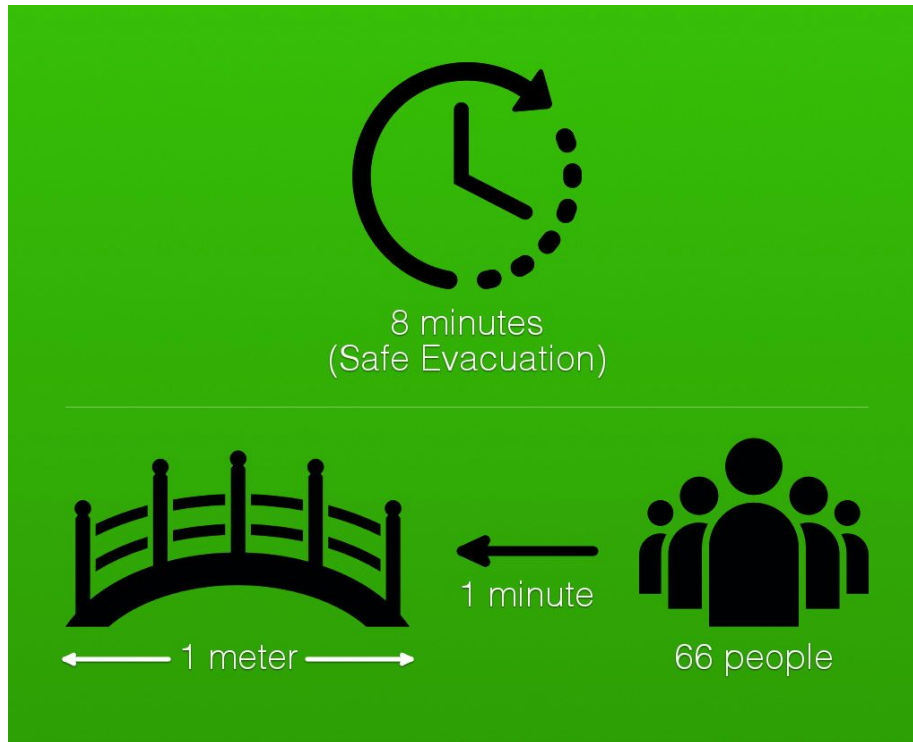 8 minutes
(Safe Evacuation)
1 minute
1 meter
66 people